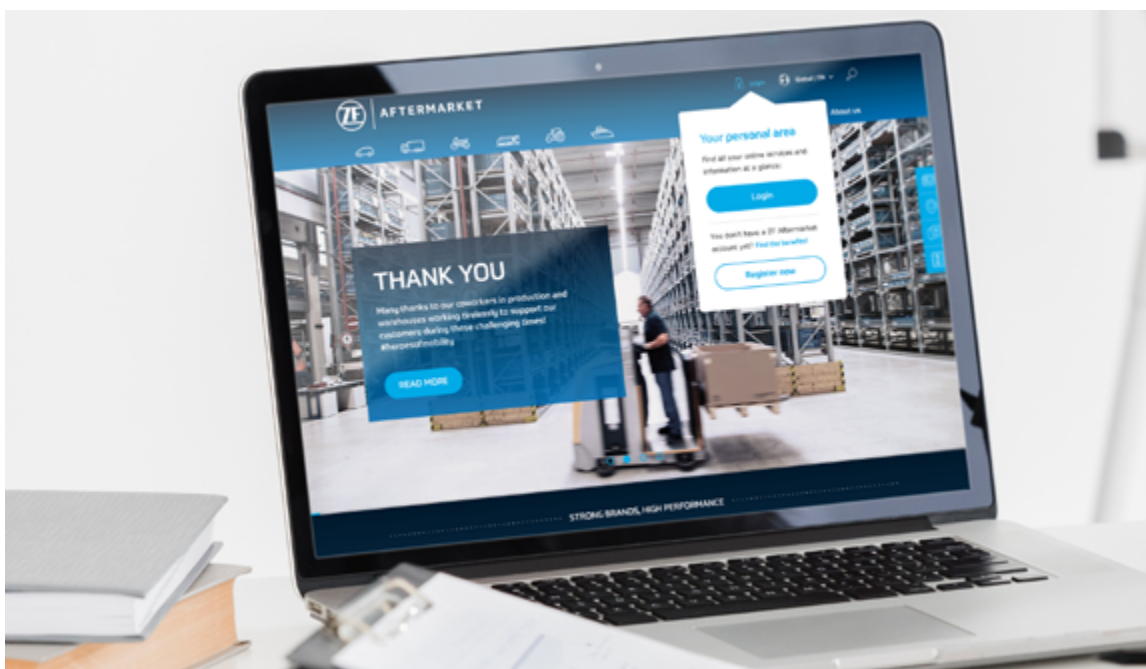 ZF AFTERMARKET
Login Global / EN
About us
Your personal area
Find all your online services and
information at a glance:
Login
You don't have a ZF Aftermarket
account yet? Find the benefits!
Register now
THANK YOU
Many thanks to our coworkers in production and
warehouses working tirelessly to support our
customers during these challenging times!
#heroesofmobility
READ MORE
STRONG BRANDS, HIGH PERFORMANCE